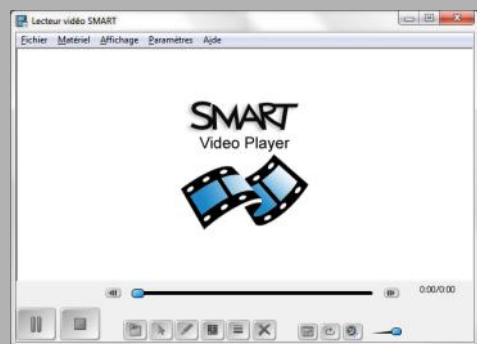 Lecteur vidéo SMART
Fichier Matériel Affichage Paramètres Aide
SMART
Video Player
0:00/0:00